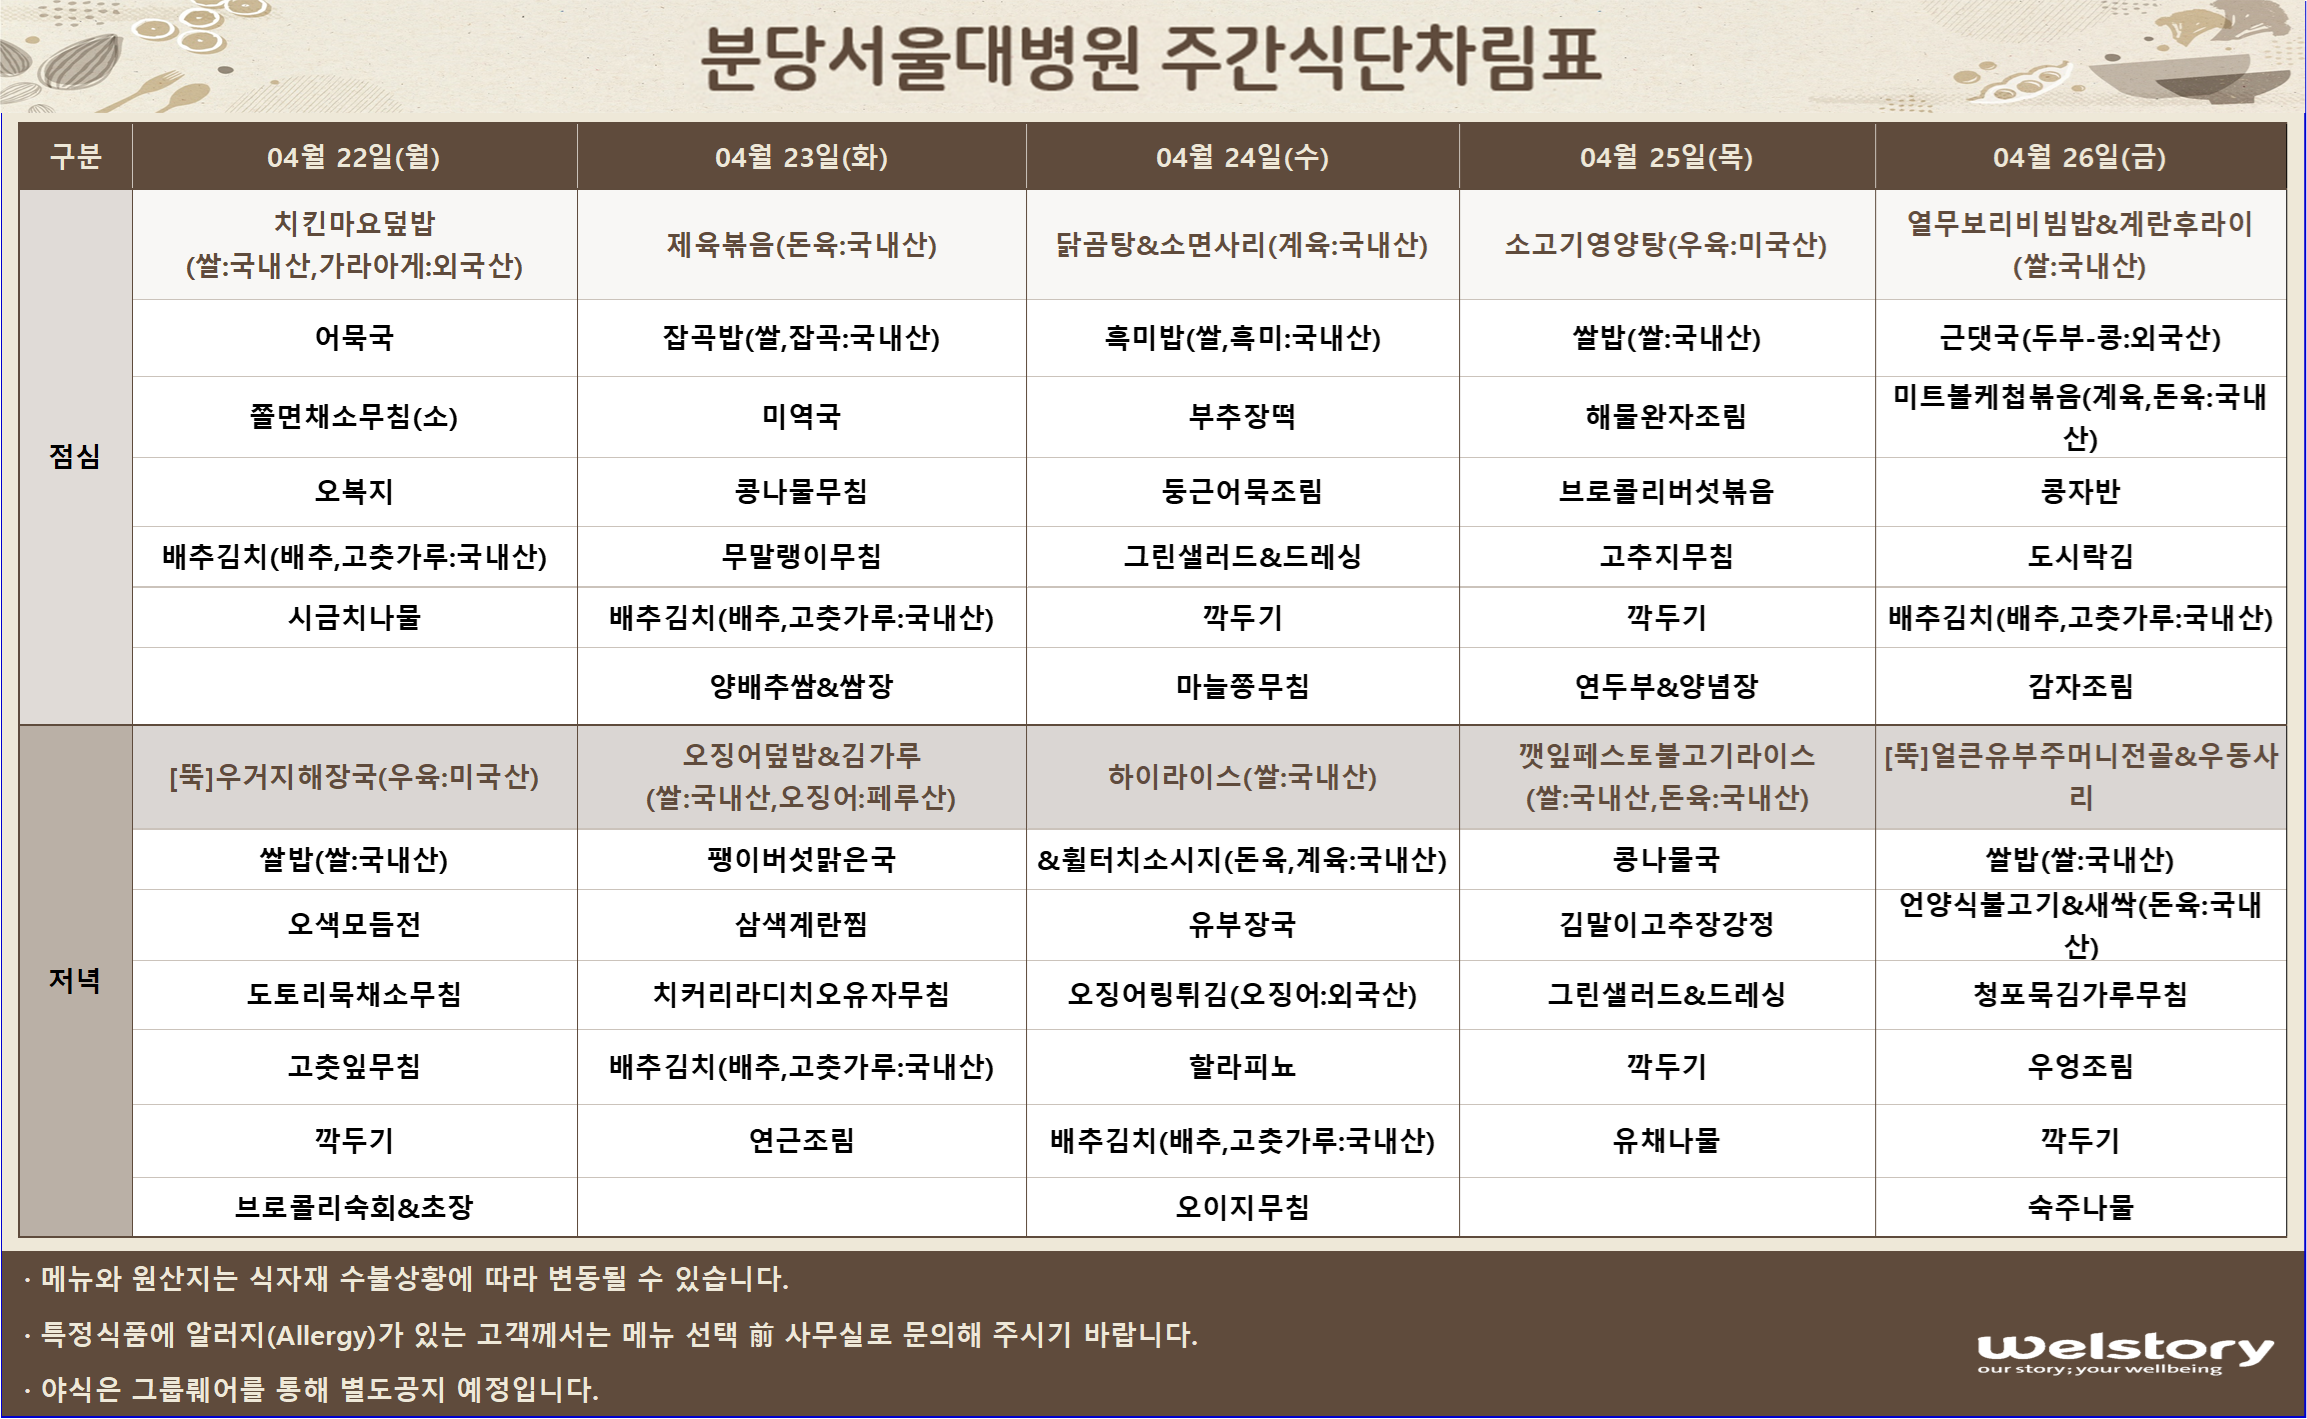 분당서울대병원 주간식단차림표
구분
04월 22일(월)
04월 23일(화)
04월 24일(수)
04월 25일(목)
04월 26일(금)
점심
치킨마요덮밥
(쌀:국내산,가라아게:외국산)
제육볶음(돈육:국내산)
닭곰탕&소면사리(계육:국내산)
소고기영양탕(우육:미국산)
열무보리비빔밥&계란후라이
(쌀:국내산)
어묵국
잡곡밥(쌀,잡곡:국내산)
흑미밥(쌀,흑미:국내산)
쌀밥(쌀:국내산)
근댓국(두부-콩:외국산)
쫄면채소무침(소)
미역국
부추장떡
해물완자조림
미트볼케첩볶음(계육,돈육:국내
산)
오복지
콩나물무침
둥근어묵조림
브로콜리버섯볶음
콩자반
배추김치(배추,고춧가루:국내산)
무말랭이무침
그린샐러드&드레싱
고추지무침
도시락김
시금치나물
배추김치(배추,고춧가루:국내산)
깍두기
깍두기
배추김치(배추,고춧가루:국내산)
양배추쌈&쌈장
마늘쫑무침
연두부&양념장
감자조림
저녁
[뚝]우거지해장국(우육:미국산)
오징어덮밥&김가루
(쌀:국내산,오징어:페루산)
하이라이스(쌀:국내산)
깻잎페스토불고기라이스
(쌀:국내산,돈육:국내산)
[뚝]얼큰유부주머니전골&우동사
리
쌀밥(쌀:국내산)
팽이버섯맑은국
&휠터치소시지(돈육,계육:국내산)
콩나물국
쌀밥(쌀:국내산)
오색모듬전
삼색계란찜
유부장국
김말이고추장강정
언양식불고기&새싹(돈육:국내
산)
도토리묵채소무침
치커리라디치오유자무침
오징어링튀김(오징어:외국산)
그린샐러드&드레싱
청포묵김가루무침
고춧잎무침
배추김치(배추,고춧가루:국내산)
할라피뇨
깍두기
우엉조림
깍두기
연근조림
배추김치(배추,고춧가루:국내산)
유채나물
깍두기
브로콜리숙회&초장
오이지무침
숙주나물
· 메뉴와 원산지는 식자재 수불상황에 따라 변동될 수 있습니다.
· 특정식품에 알러지(Allergy)가 있는 고객께서는 메뉴 선택 前 사무실로 문의해 주시기 바랍니다.
· 야식은 그룹뤠어를 통해 별도공지 예정입니다.
welstory
our story; your wellbeing